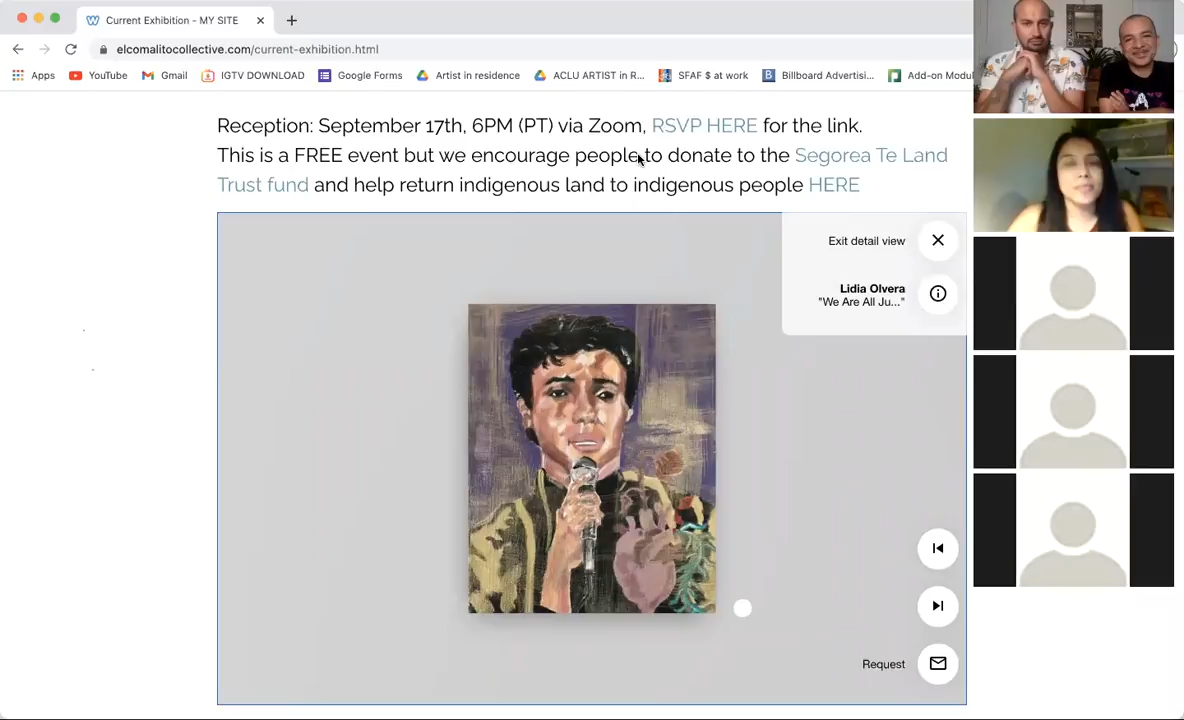 Current Exhibition - MY SITE
elcomalitocollective.com/current-exhibition.html
Apps YouTube Gmail IGTV DOWNLOAD Google Forms Artist in residence ACLU ARTIST in R... SFAF $ at work Billboard Advertisi... Add-on Modul
Reception: September 17th, 6PM (PT) via Zoom, RSVP HERE for the link.
This is a FREE event but we encourage people to donate to the Segorea Te Land
Trust fund and help return indigenous land to indigenous people HERE
Exit detail view
Lidia Olvera
"We Are All Ju..."
Request